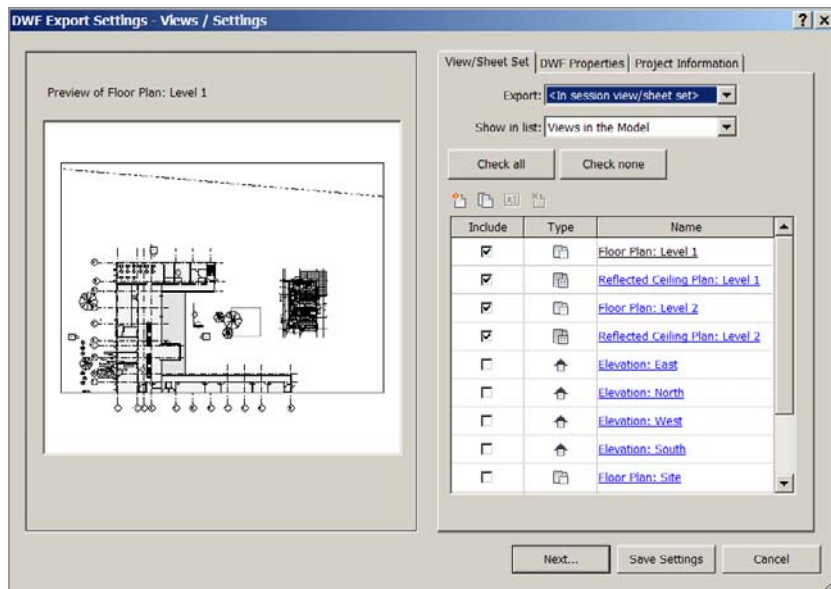 DWF Export Settings - Views / Settings
Preview of Floor Plan: Level 1
View/Sheet Set
DWF Properties
Project Information
Export: <In session view/sheet set>
Show in list: Views in the Model
Check all
Check none
Include Type Name
Floor Plan: Level 1
Reflected Ceiling Plan: Level 1
Floor Plan: Level 2
Reflected Ceiling Plan: Level 2
Elevation: East
Elevation: North
Elevation: West
Elevation: South
Floor Plan: Site
Next...
Save Settings
Cancel